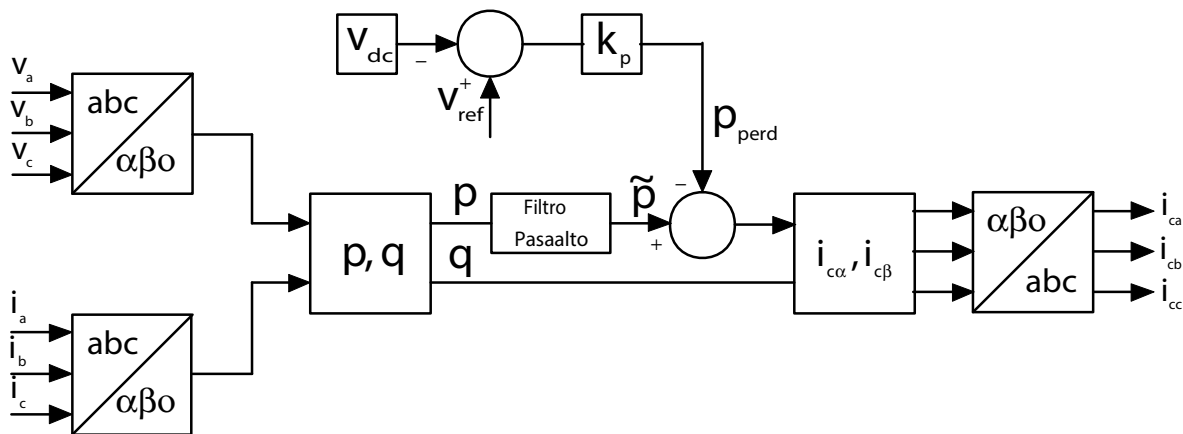 v_a
v_b
v_c
abc
αβo
v_dc
−
+
v_ref
k_p
p_perd
i_a
i_b
i_c
abc
αβo
p, q
p
q
Filtro
Pasaalto
p̃
−
+
i_cα, i_cβ
αβo
abc
i_ca
i_cb
i_cc